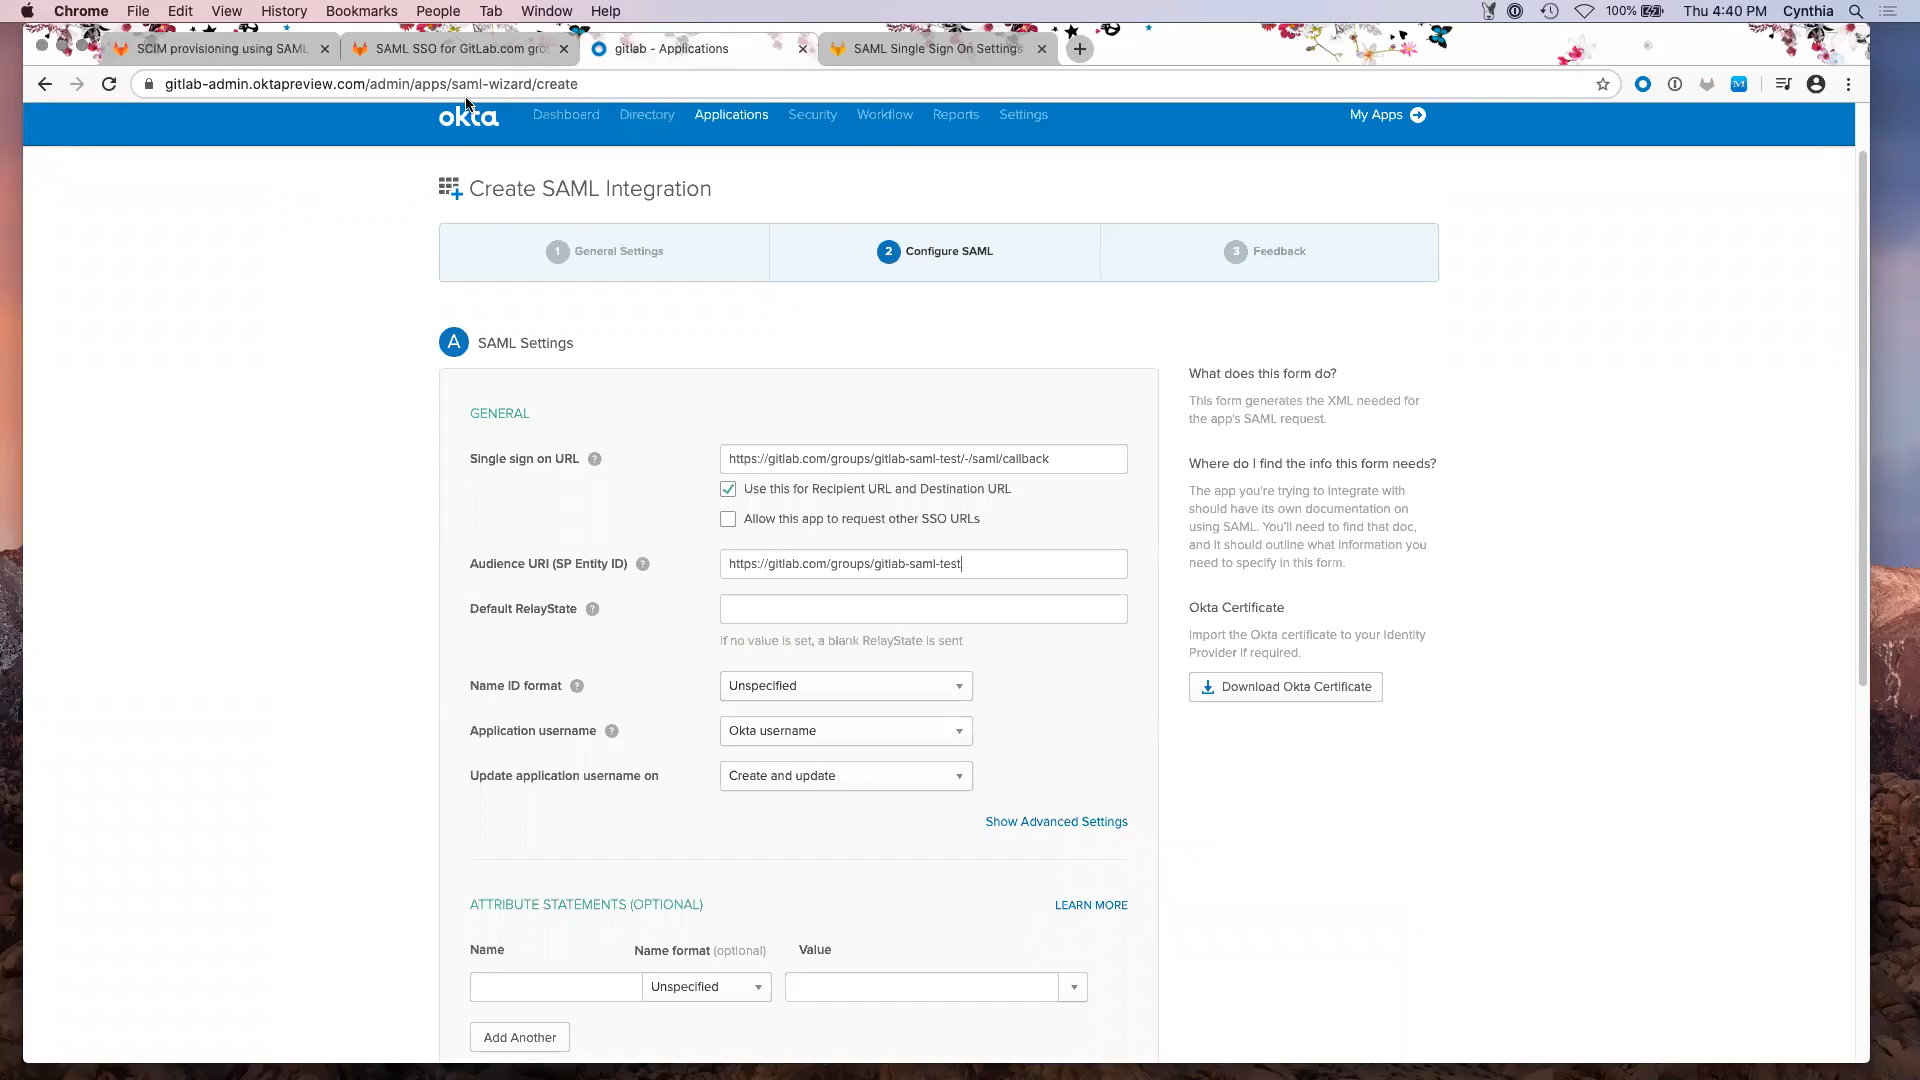 Chrome File Edit View History Bookmarks People Tab Window Help 100% Thu 4:40 PM Cynthia
SCIM provisioning using SAML SAML SSO for GitLab.com gro gitlab - Applications SAML Single Sign On Settings
gitlab-admin.oktapreview.com/admin/apps/saml-wizard/create
okta Dashboard Directory Applications Security Workflow Reports Settings My Apps
Create SAML Integration
1 General Settings 2 Configure SAML 3 Feedback
A SAML Settings
What does this form do?
This form generates the XML needed for
the app's SAML request.
GENERAL
Single sign on URL ? https://gitlab.com/groups/gitlab-saml-test/-/saml/callback
Where do I find the info this form needs?
Use this for Recipient URL and Destination URL
The app you're trying to integrate with
should have its own documentation on
Allow this app to request other SSO URLs
using SAML. You'll need to find that doc,
and it should outline what information you
need to specify in this form.
Audience URI (SP Entity ID) ? https://gitlab.com/groups/gitlab-saml-test
Default RelayState ?
Okta Certificate
Import the Okta certificate to your Identity
Provider if required.
If no value is set, a blank RelayState is sent
Name ID format ? Unspecified
Download Okta Certificate
Application username ? Okta username
Update application username on Create and update
Show Advanced Settings
ATTRIBUTE STATEMENTS (OPTIONAL) LEARN MORE
Name Name format (optional) Value
Unspecified
Add Another